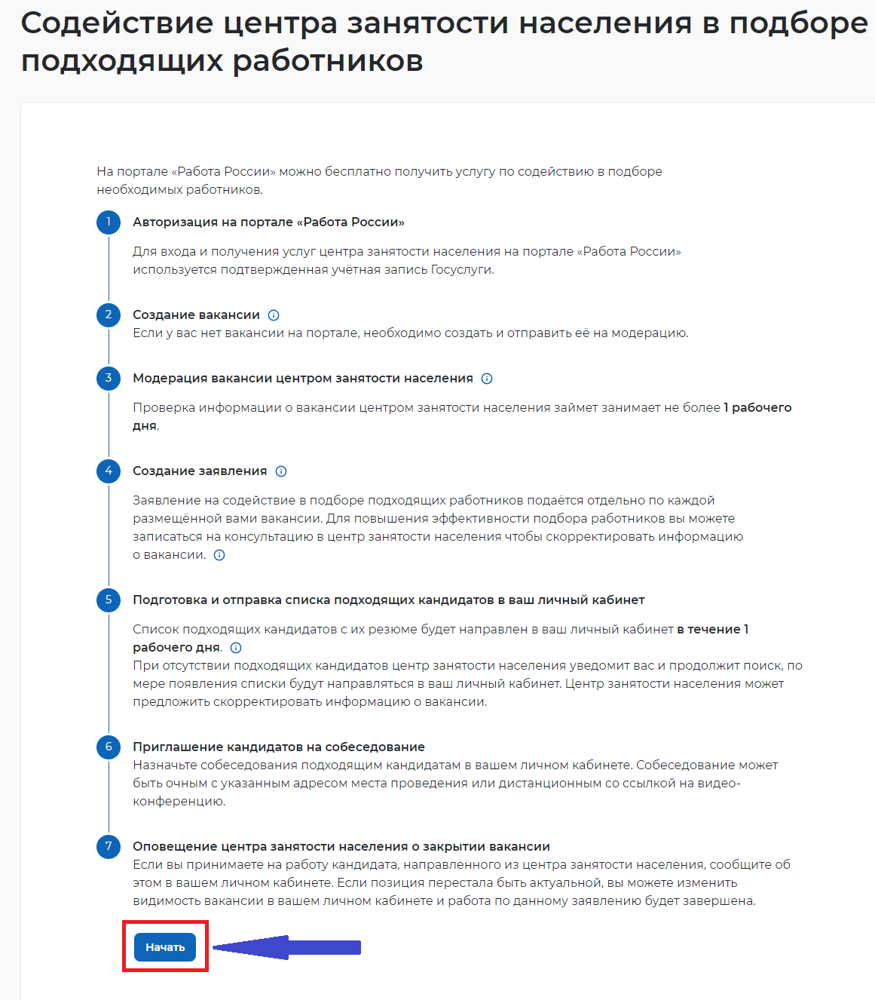 Содействие центра занятости населения в подборе
подходящих работников
На портале «Работа России» можно бесплатно получить услугу по содействию в подборе
необходимых работников.
1 Авторизация на портале «Работа России»
Для входа и получения услуг центра занятости населения на портале «Работа России»
используется подтвержденная учётная запись Госуслуги.
2 Создание вакансии
Если у вас нет вакансии на портале, необходимо создать и отправить её на модерацию.
3 Модерация вакансии центром занятости населения
Проверка информации о вакансии центром занятости населения займет занимает не более 1 рабочего
дня.
4 Создание заявления
Заявление на содействие в подборе подходящих работников подаётся отдельно по каждой
размещённой вами вакансии. Для повышения эффективности подбора работников вы можете
записаться на консультацию в центр занятости населения чтобы скорректировать информацию
о вакансии.
5 Подготовка и отправка списка подходящих кандидатов в ваш личный кабинет
Список подходящих кандидатов с их резюме будет направлен в ваш личный кабинет в течение 1
рабочего дня.
При отсутствии подходящих кандидатов центр занятости населения уведомит вас и продолжит поиск, по
мере появления списки будут направляться в ваш личный кабинет. Центр занятости населения может
предложить скорректировать информацию о вакансии.
6 Приглашение кандидатов на собеседование
Назначьте собеседования подходящим кандидатам в вашем личном кабинете. Собеседование может
быть очным с указанным адресом места проведения или дистанционным со ссылкой на видео-
конференцию.
7 Оповещение центра занятости населения о закрытии вакансии
Если вы принимаете на работу кандидата, направленного из центра занятости населения, сообщите об
этом в вашем личном кабинете. Если позиция перестала быть актуальной, вы можете изменить
видимость вакансии в вашем личном кабинете и работа по данному заявлению будет завершена.
Начать